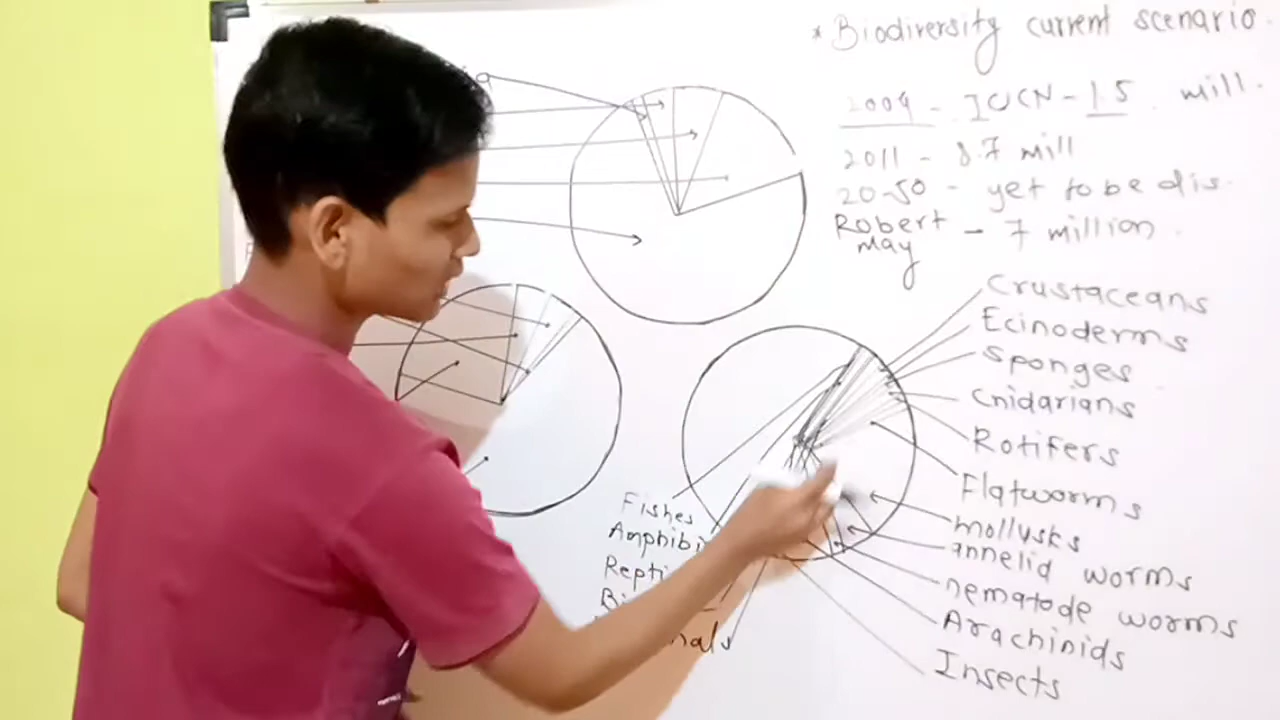 * Biodiversity current scenario.
2004 - IUCN - 1.5 mill.
2011 - 8.7 mill
20-50 - yet to be dis.
Robert May - 7 million.
Crustaceans
Ecinoderms
Sponges
Cnidarians
Rotifers
Flatworms
mollusks
annelid worms
nematode worms
Arachinids
Insects
Fishes
Amphibi
Repti